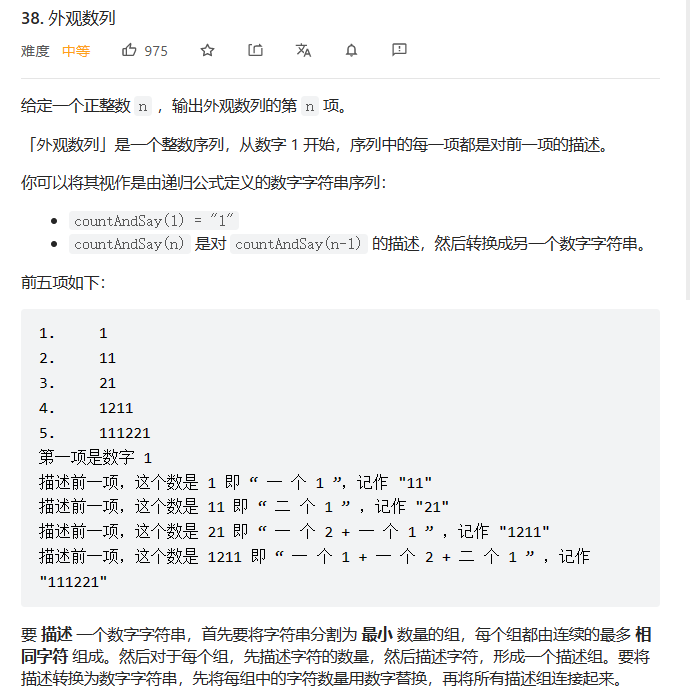 38. 外观数列
难度 中等 975
给定一个正整数 n ，输出外观数列的第 n 项。
「外观数列」是一个整数序列，从数字 1 开始，序列中的每一项都是对前一项的描述。
你可以将其视作是由递归公式定义的数字字符串序列：
• countAndSay(1) = "1"
• countAndSay(n) 是对 countAndSay(n-1) 的描述，然后转换成另一个数字字符串。
前五项如下：
1. 1
2. 11
3. 21
4. 1211
5. 111221
第一项是数字 1
描述前一项，这个数是 1 即 “ 一 个 1 ”，记作 "11"
描述前一项，这个数是 11 即 “ 二 个 1 ” ，记作 "21"
描述前一项，这个数是 21 即 “ 一 个 2 + 一 个 1 ” ，记作 "1211"
描述前一项，这个数是 1211 即 “ 一 个 1 + 一 个 2 + 二 个 1 ” ，记作
"111221"
要 描述 一个数字字符串，首先要将字符串分割为 最小 数量的组，每个组都由连续的最多 相
同字符 组成。然后对于每个组，先描述字符的数量，然后描述字符，形成一个描述组。要将
描述转换为数字字符串，先将每组中的字符数量用数字替换，再将所有描述组连接起来。